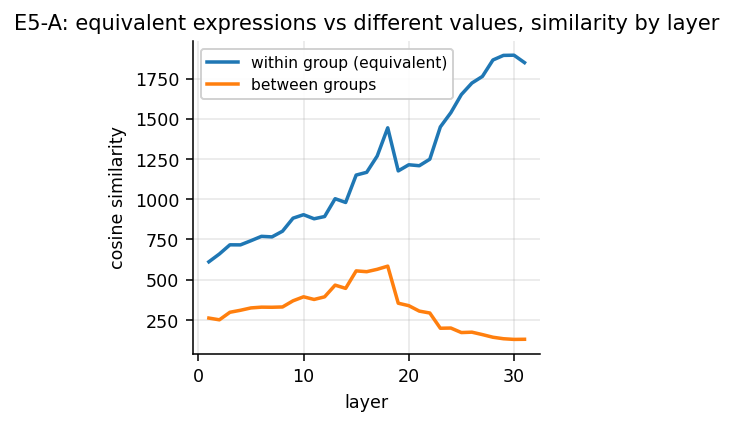 E5-A: equivalent expressions vs different values, similarity by layer
within group (equivalent)
between groups
cosine similarity
1750
1500
1250
1000
750
500
250
0 10 20 30
layer